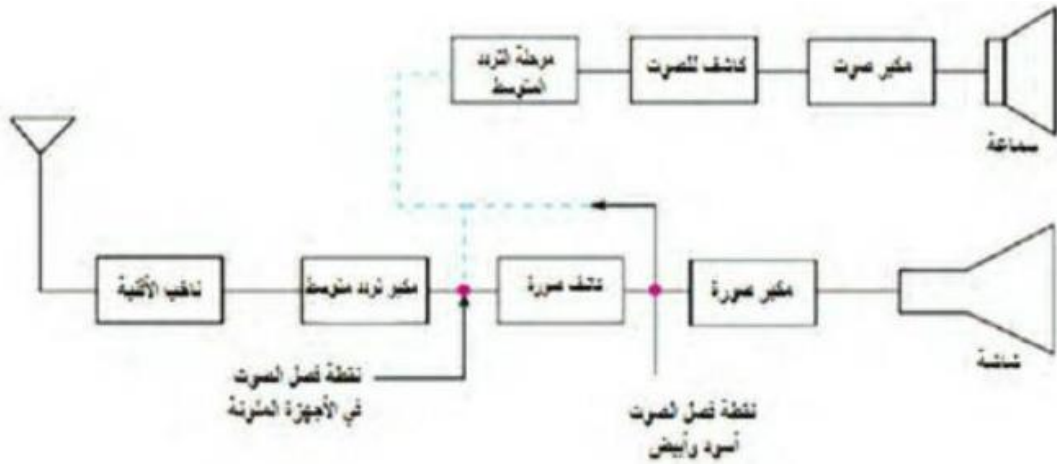 مرحلة التردد
المتوسط
كاشف للصوت
مكبر صوت
سماعة
ناخب الأقنية
مكبر تردد متوسط
كاشف صورة
مكبر صورة
شاشة
نقطة فصل الصوت
في الأجهزة الملونة
نقطة فصل الصوت
أسود وأبيض